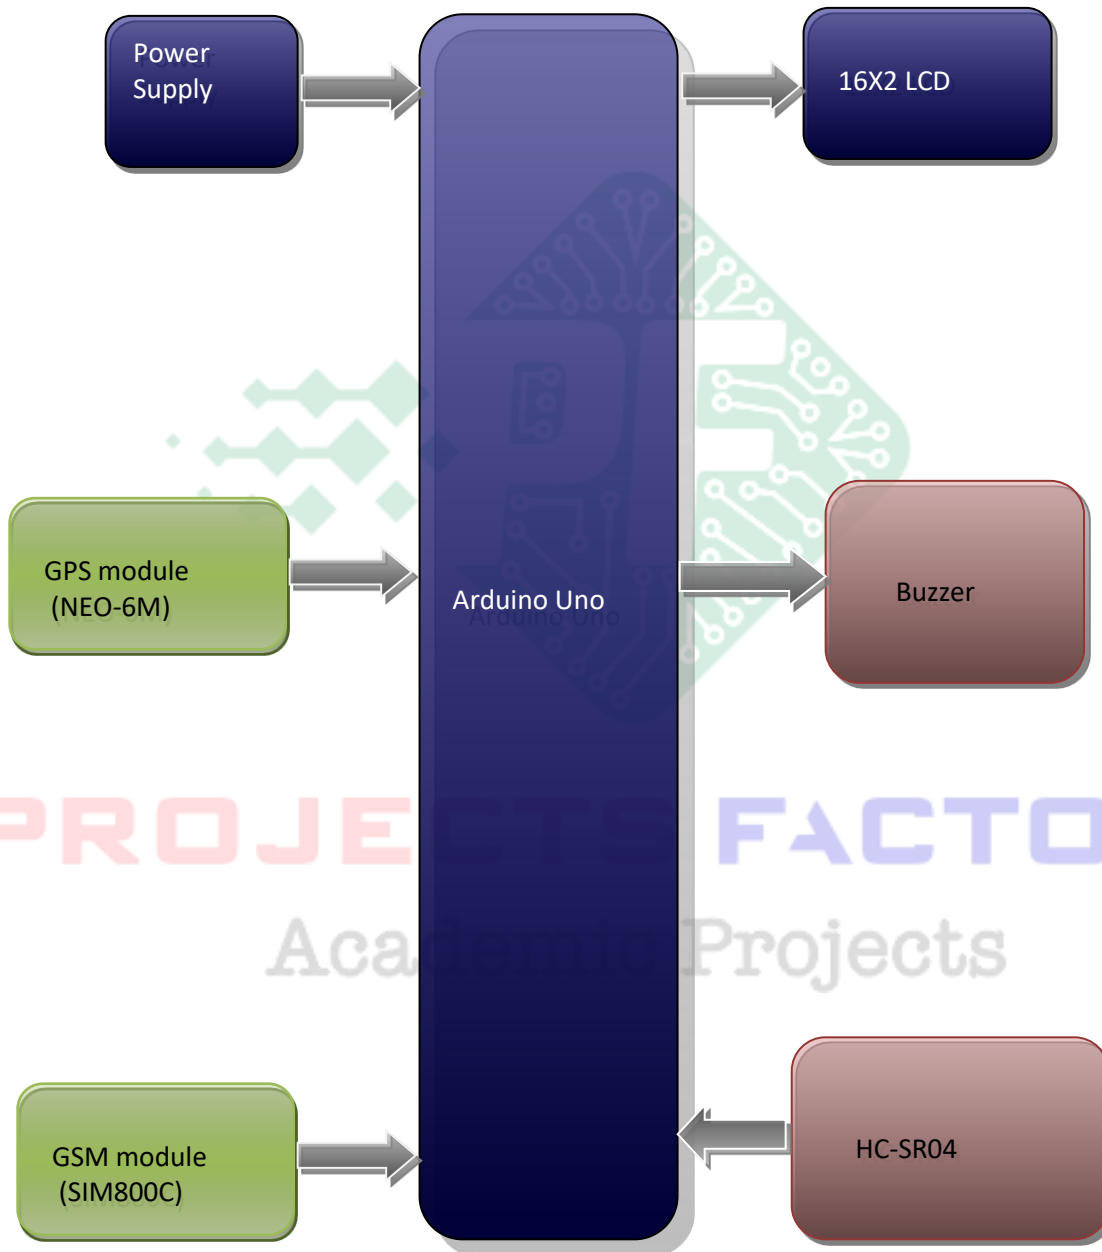 Power
Supply
16X2 LCD
GPS module
(NEO-6M)
Arduino Uno
Buzzer
PROJECTS FACTO
Academic Projects
GSM module
(SIM800C)
HC-SR04